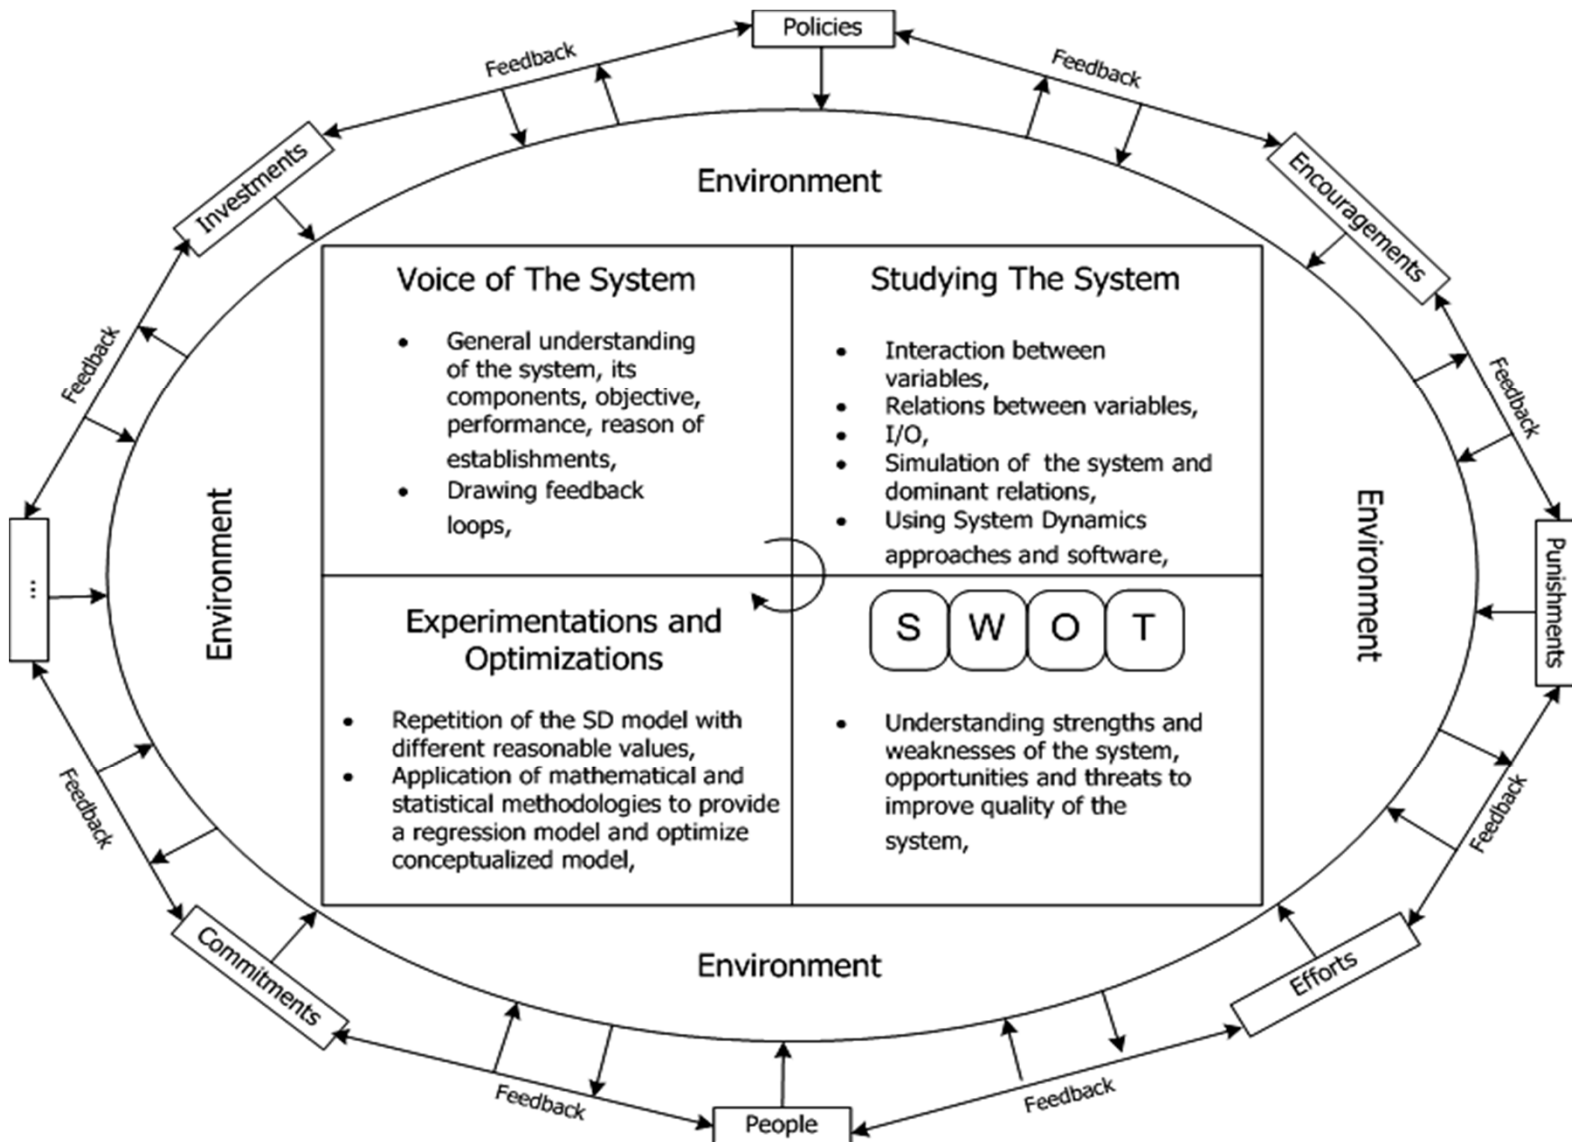 Policies
Feedback
Feedback
Investments
Encouragements
Environment
Voice of The System
• General understanding
of the system, its
components, objective,
performance, reason of
establishments,
• Drawing feedback
loops,
Studying The System
• Interaction between
variables,
• Relations between variables,
• I/O,
• Simulation of the system and
dominant relations,
• Using System Dynamics
approaches and software,
Feedback
Feedback
Environment
Environment
...
Punishments
Experimentations and
Optimizations
• Repetition of the SD model with
different reasonable values,
• Application of mathematical and
statistical methodologies to provide
a regression model and optimize
conceptualized model,
S W O T
• Understanding strengths and
weaknesses of the system,
opportunities and threats to
improve quality of the
system,
Feedback
Feedback
Commitments
Environment
Efforts
Feedback
People
Feedback